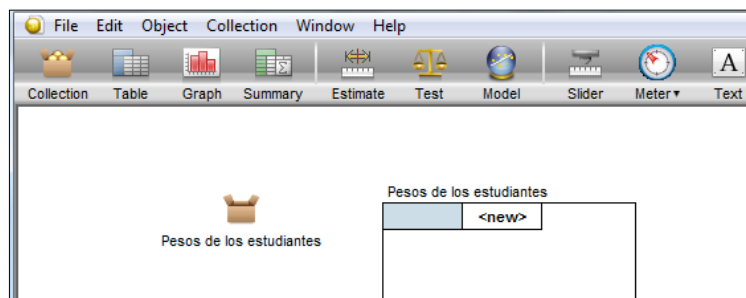 File Edit Object Collection Window Help
Collection Table Graph Summary Estimate Test Model Slider Meter▾ A Text
Pesos de los estudiantes
Pesos de los estudiantes
<new>